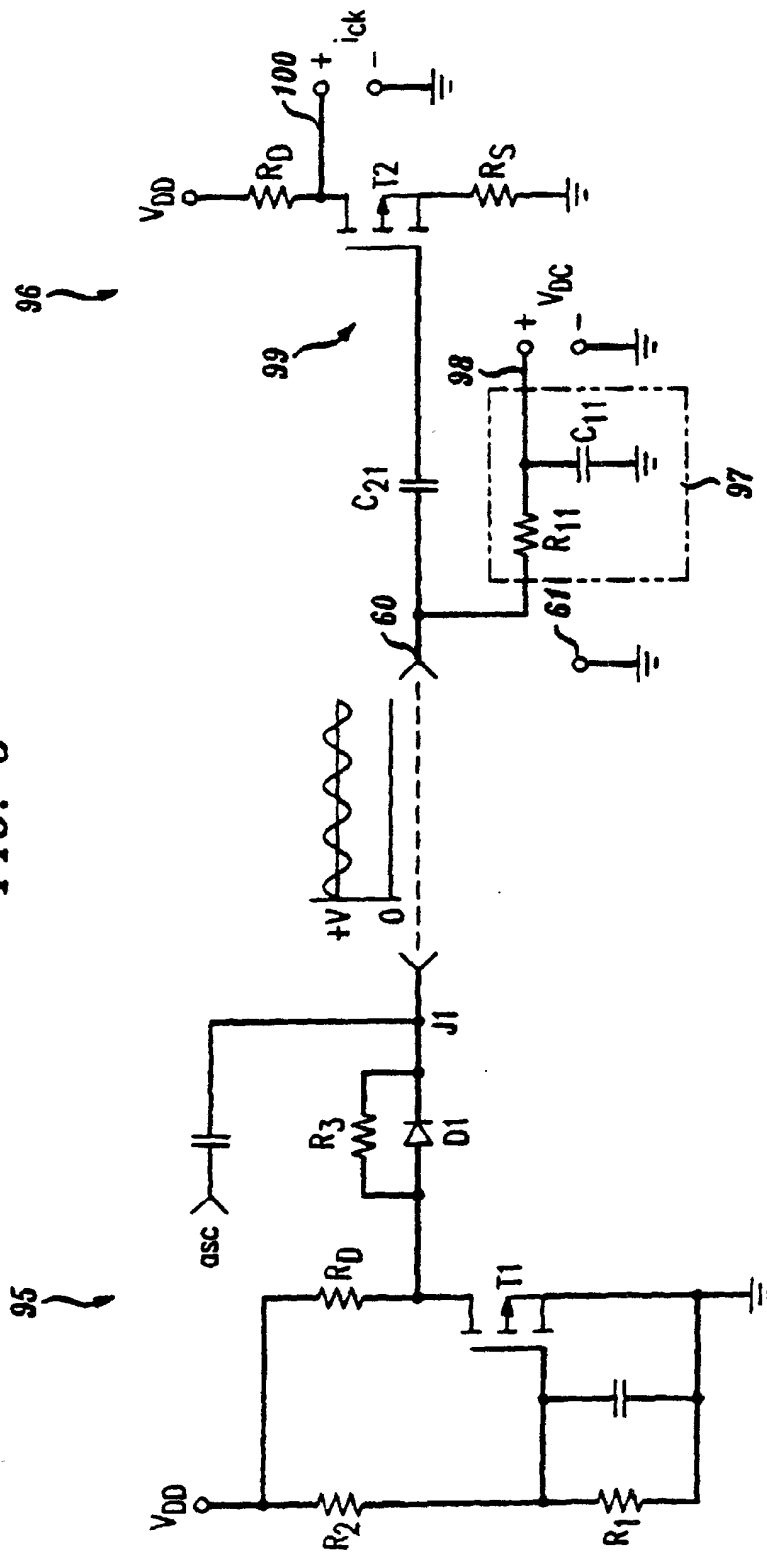 95
V_DD
R_2
R_1
R_D
T1
asc
R_3
D1
J1
+V
0
60
61
C_21
R_11
C_11
97
98
+
V_DC
-
99
96
V_DD
R_D
T2
R_S
100
+
i_ck
-